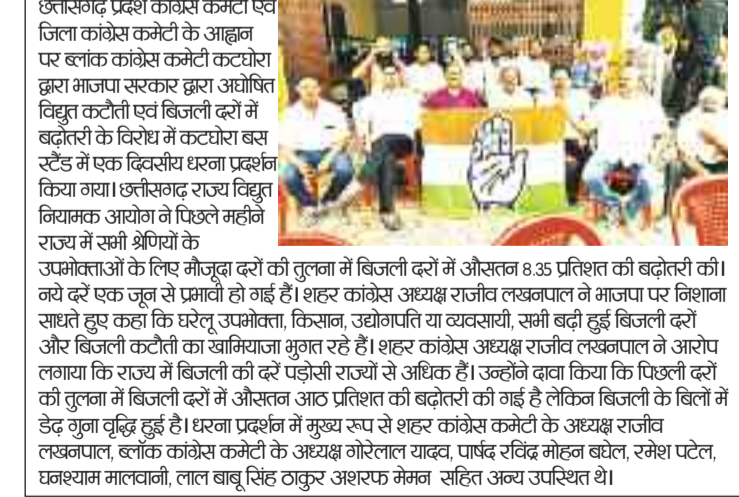 छत्तीसगढ़ प्रदेश कांग्रेस कमेटी एवं
जिला कांग्रेस कमेटी के आह्वान
पर ब्लांक कांग्रेस कमेटी कटघोरा
द्वारा भाजपा सरकार द्वारा अघोषित
विद्युत कटौती एवं बिजली दरों में
बढ़ोतरी के विरोध में कटघोरा बस
स्टैंड में एक दिवसीय धरना प्रदर्शन
किया गया। छत्तीसगढ़ राज्य विद्युत
नियामक आयोग ने पिछले महीने
राज्य में सभी श्रेणियों के
उपभोक्ताओं के लिए मौजूदा दरों की तुलना में बिजली दरों में औसतन 8.35 प्रतिशत की बढ़ोतरी की।
नये दरें एक जून से प्रभावी हो गई हैं। शहर कांग्रेस अध्यक्ष राजीव लखनपाल ने भाजपा पर निशाना
साधते हुए कहा कि घरेलू उपभोक्ता, किसान, उद्योगपति या व्यवसायी, सभी बढ़ी हुई बिजली दरों
और बिजली कटौती का खामियाजा भुगत रहे हैं। शहर कांग्रेस अध्यक्ष राजीव लखनपाल ने आरोप
लगाया कि राज्य में बिजली की दरें पड़ोसी राज्यों से अधिक हैं। उन्होंने दावा किया कि पिछली दरों
की तुलना में बिजली दरों में औसतन आठ प्रतिशत की बढ़ोतरी की गई है लेकिन बिजली के बिलों में
डेढ़ गुना वृद्धि हुई है। धरना प्रदर्शन में मुख्य रूप से शहर कांग्रेस कमेटी के अध्यक्ष राजीव
लखनपाल, ब्लॉक कांग्रेस कमेटी के अध्यक्ष गोरेलाल यादव, पार्षद रविंद्र मोहन बघेल, रमेश पटेल,
घनश्याम मालवानी, लाल बाबू सिंह ठाकुर अशरफ मेमन सहित अन्य उपस्थित थे।